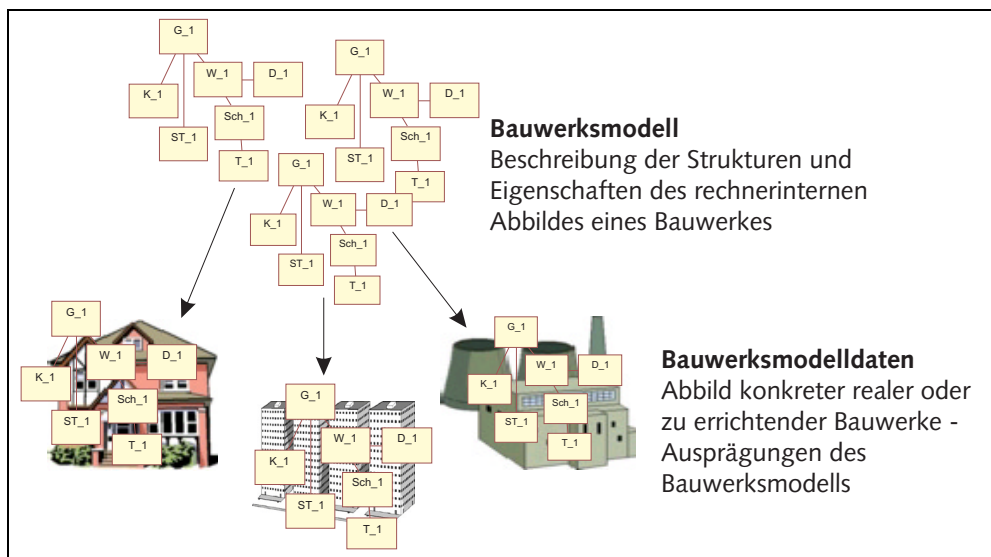 G_1
W_1
D_1
K_1
Sch_1
ST_1
T_1
G_1
W_1
D_1
K_1
Sch_1
ST_1
T_1
G_1
W_1
D_1
K_1
Sch_1
ST_1
T_1
Bauwerksmodell
Beschreibung der Strukturen und
Eigenschaften des rechnerinternen
Abbildes eines Bauwerkes
G_1
W_1
D_1
K_1
Sch_1
ST_1
T_1
G_1
W_1
D_1
K_1
Sch_1
ST_1
T_1
G_1
W_1
D_1
K_1
Sch_1
ST_1
T_1
Bauwerksmodelldaten
Abbild konkreter realer oder
zu errichtender Bauwerke -
Ausprägungen des
Bauwerksmodells